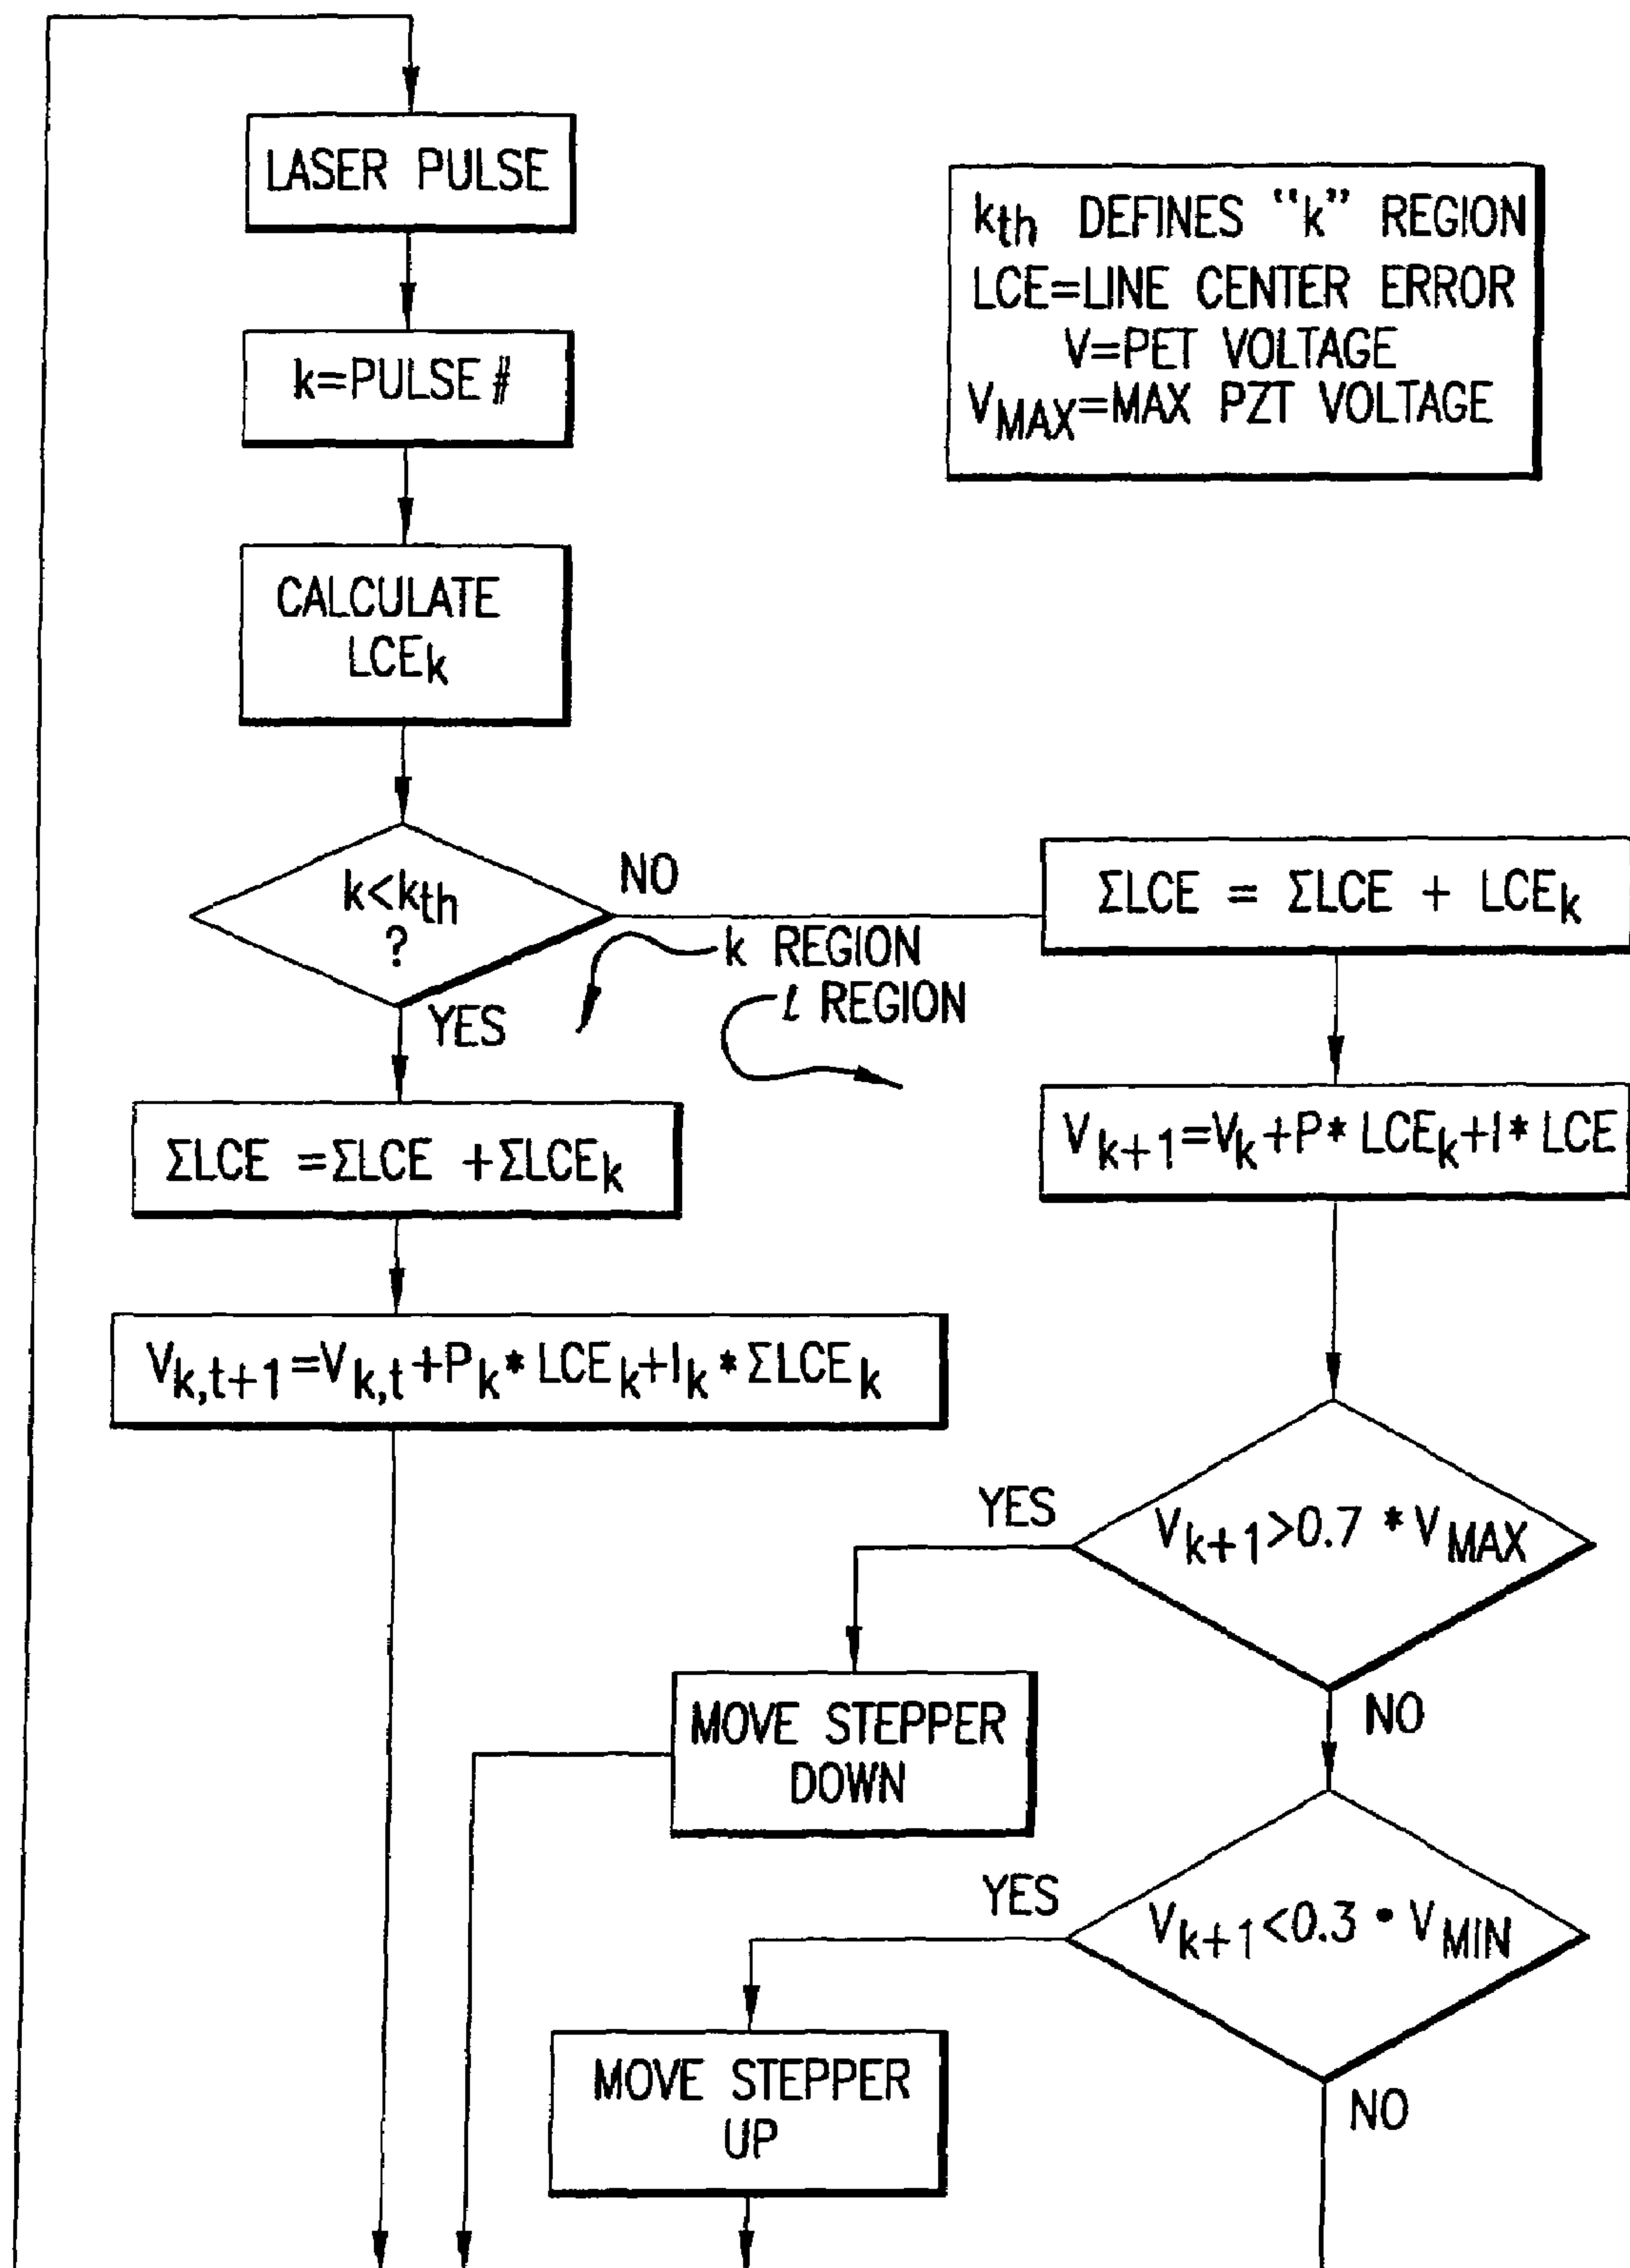 LASER PULSE
k=PULSE #
CALCULATE
LCEk
kth DEFINES "k" REGION
LCE=LINE CENTER ERROR
V=PET VOLTAGE
VMAX=MAX PZT VOLTAGE
k<kth
?
NO
YES
k REGION
ℓ REGION
ΣLCE =ΣLCE +ΣLCEk
Vk,t+1=Vk,t+Pk* LCEk+Ik* ΣLCEk
ΣLCE = ΣLCE + LCEk
Vk+1=Vk+P* LCEk+I* LCE
Vk+1>0.7 *VMAX
YES
NO
MOVE STEPPER
DOWN
Vk+1<0.3 • VMIN
YES
NO
MOVE STEPPER
UP